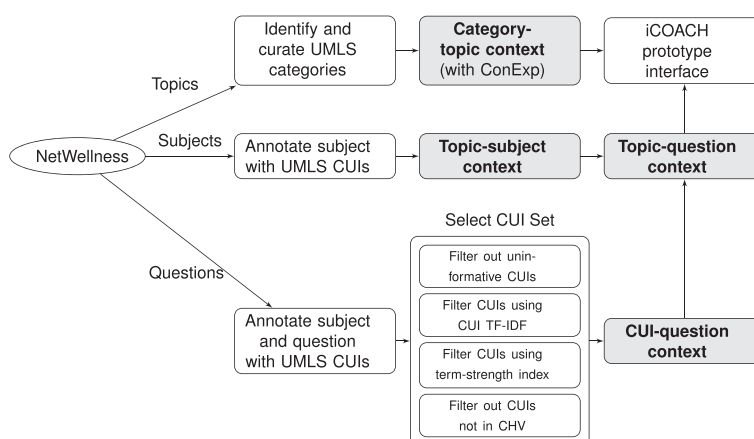 Identify and
curate UMLS
categories
Category-
topic context
(with ConExp)
iCOACH
prototype
interface
Topics
NetWellness
Subjects
Annotate subject
with UMLS CUIs
Topic-subject
context
Topic-question
context
Select CUI Set
Questions
Filter out unin-
formative CUIs
Filter CUIs using
CUI TF-IDF
Filter CUIs using
term-strength index
Filter out CUIs
not in CHV
Annotate subject
and question
with UMLS CUIs
CUI-question
context